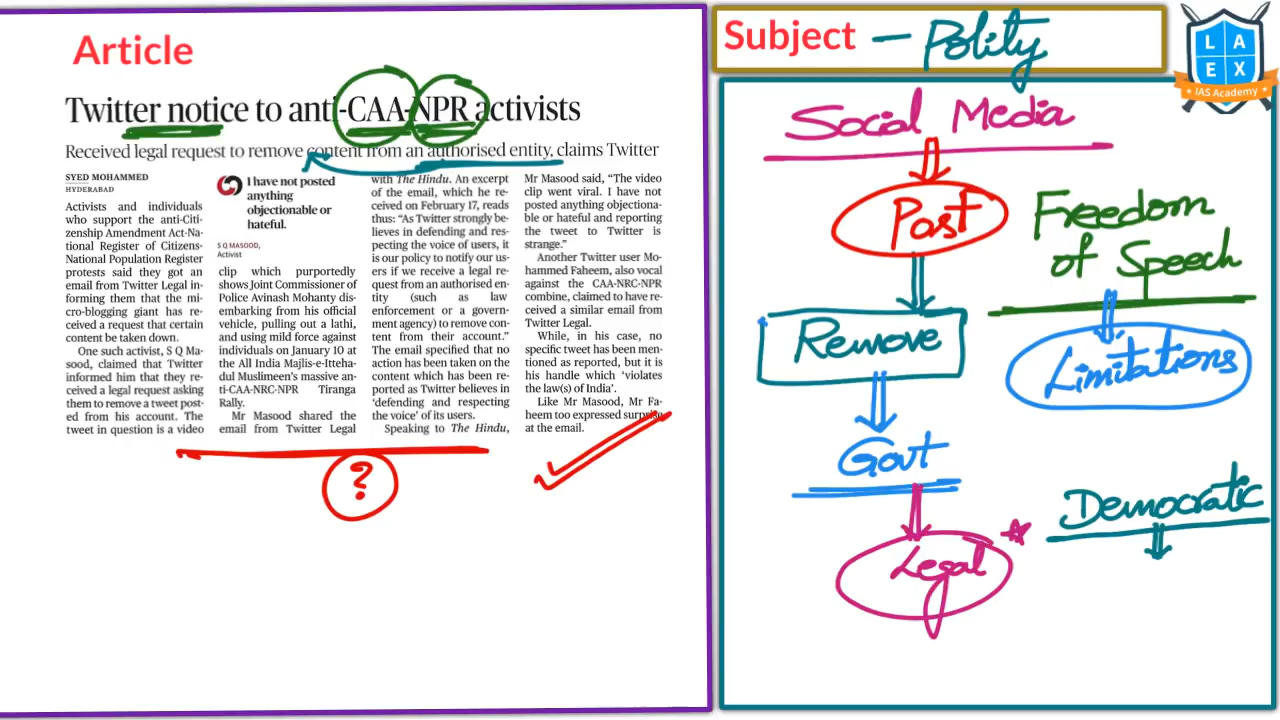 Article
Twitter notice to anti-CAA-NPR activists
Received legal request to remove content from an authorised entity, claims Twitter
SYED MOHAMMED
HYDERABAD
Activists and individuals
who support the anti-Citi-
zenship Amendment Act-Na-
tional Register of Citizens-
National Population Register
protests said they got an
email from Twitter Legal in-
forming them that the mi-
cro-blogging giant has re-
ceived a request that certain
content be taken down.
One such activist, S Q Ma-
sood, claimed that Twitter
informed him that they re-
ceived a legal request asking
them to remove a tweet post-
ed from his account. The
tweet in question is a video
I have not posted
anything
objectionable or
hateful.
S Q MASOOD,
Activist
clip which purportedly
shows Joint Commissioner of
Police Avinash Mohanty dis-
embarking from his official
vehicle, pulling out a lathi,
and using mild force against
individuals on January 10 at
the All India Majlis-e-Itteha-
dul Muslimeen's massive an-
ti-CAA-NRC-NPR Tiranga
Rally.
Mr Masood shared the
email from Twitter Legal
with The Hindu. An excerpt
of the email, which he re-
ceived on February 17, reads
thus: “As Twitter strongly be-
lieves in defending and res-
pecting the voice of users, it
is our policy to notify our us-
ers if we receive a legal re-
quest from an authorised en-
tity (such as law
enforcement or a govern-
ment agency) to remove con-
tent from their account.”
The email specified that no
action has been taken on the
content which has been re-
ported as Twitter believes in
‘defending and respecting
the voice’ of its users.
Speaking to The Hindu,
Mr Masood said, “The video
clip went viral. I have not
posted anything objectiona-
ble or hateful and reporting
the tweet to Twitter is
strange.”
Another Twitter user Mo-
hammed Faheem, also vocal
against the CAA-NRC-NPR
combine, claimed to have re-
ceived a similar email from
Twitter Legal.
While, in his case, no
specific tweet has been men-
tioned as reported, but it is
his handle which ‘violates
the law(s) of India’.
Like Mr Masood, Mr Fa-
heem too expressed surprise
at the email.
?
Subject - Polity
L A
E X
IAS Academy
Social Media
Post
Freedom
of Speech
Remove
Limitations
Govt
Democratic
Legal